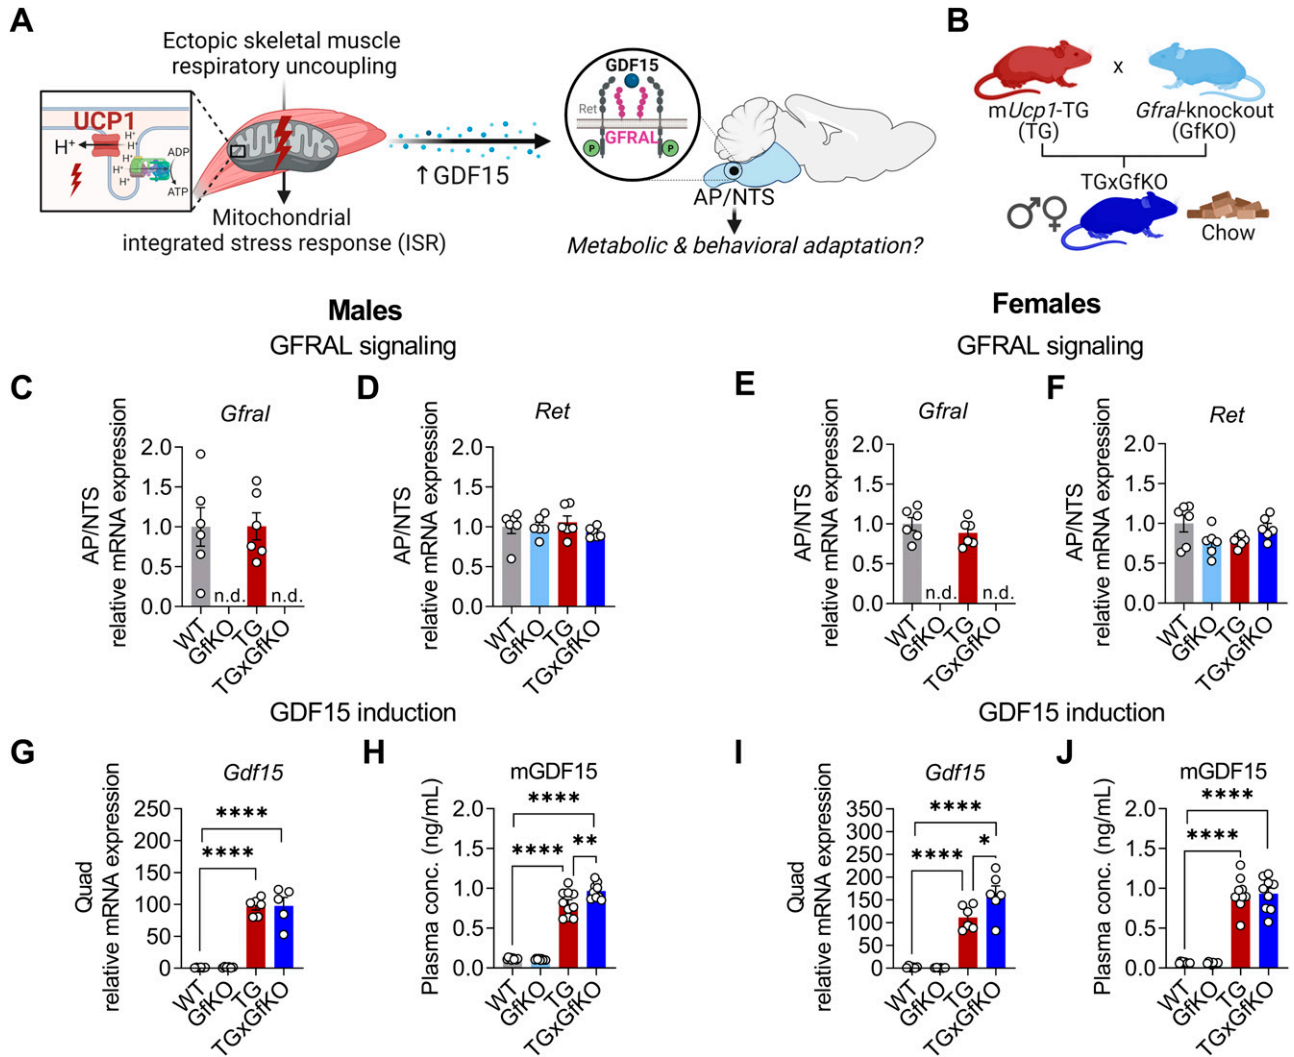 A
Ectopic skeletal muscle
respiratory uncoupling
UCP1
H⁺
H⁺
H⁺
H⁺
H⁺
H⁺
ADP
ATP
↑GDF15
Mitochondrial
integrated stress response (ISR)
GDF15
Ret
GFRAL
P
P
AP/NTS
Metabolic & behavioral adaptation?
B
x
mUcp1-TG
(TG)
Gfral-knockout
(GfKO)
TGxGfKO
Chow
Males
GFRAL signaling
Females
GFRAL signaling
C
Gfral
AP/NTS
relative mRNA expression
2.0
1.5
1.0
0.5
0.0
n.d.
n.d.
WT
GfKO
TG
TGxGfKO
D
Ret
AP/NTS
relative mRNA expression
2.0
1.5
1.0
0.5
0.0
WT
GfKO
TG
TGxGfKO
E
Gfral
AP/NTS
relative mRNA expression
2.0
1.5
1.0
0.5
0.0
n.d.
n.d.
WT
GfKO
TG
TGxGfKO
F
Ret
AP/NTS
relative mRNA expression
2.0
1.5
1.0
0.5
0.0
WT
GfKO
TG
TGxGfKO
GDF15 induction
GDF15 induction
G
Gdf15
Quad
relative mRNA expression
250
200
150
100
50
0
****
****
WT
GfKO
TG
TGxGfKO
H
mGDF15
Plasma conc. (ng/mL)
2.0
1.5
1.0
0.5
0.0
****
****
**
WT
GfKO
TG
TGxGfKO
I
Gdf15
Quad
relative mRNA expression
350
300
250
200
150
100
50
0
****
****
*
WT
GfKO
TG
TGxGfKO
J
mGDF15
Plasma conc. (ng/mL)
2.0
1.5
1.0
0.5
0.0
****
****
WT
GfKO
TG
TGxGfKO